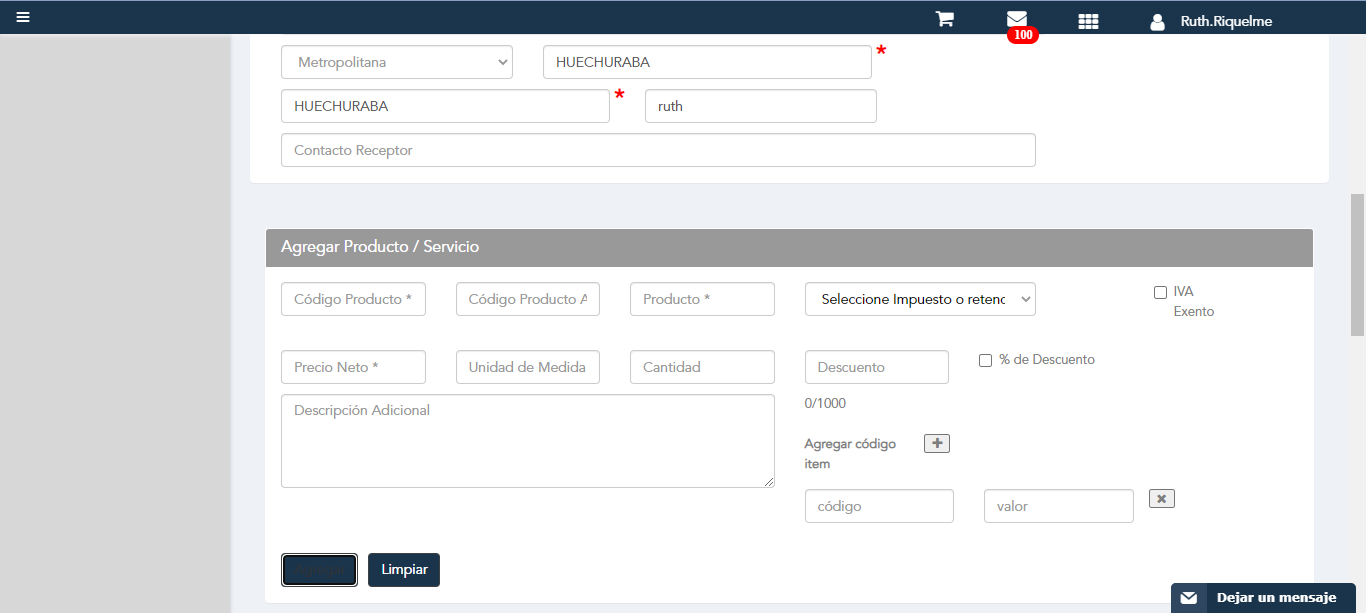 Ruth.Riquelme
100
Metropolitana
HUECHURABA *
HUECHURABA *
ruth
Contacto Receptor
Agregar Producto / Servicio
Código Producto *
Código Producto A
Producto *
Seleccione Impuesto o retenc
IVA
Exento
Precio Neto *
Unidad de Medida
Cantidad
Descuento
% de Descuento
Descripción Adicional
0/1000
Agregar código
item
código
valor
Agregar
Limpiar
Dejar un mensaje